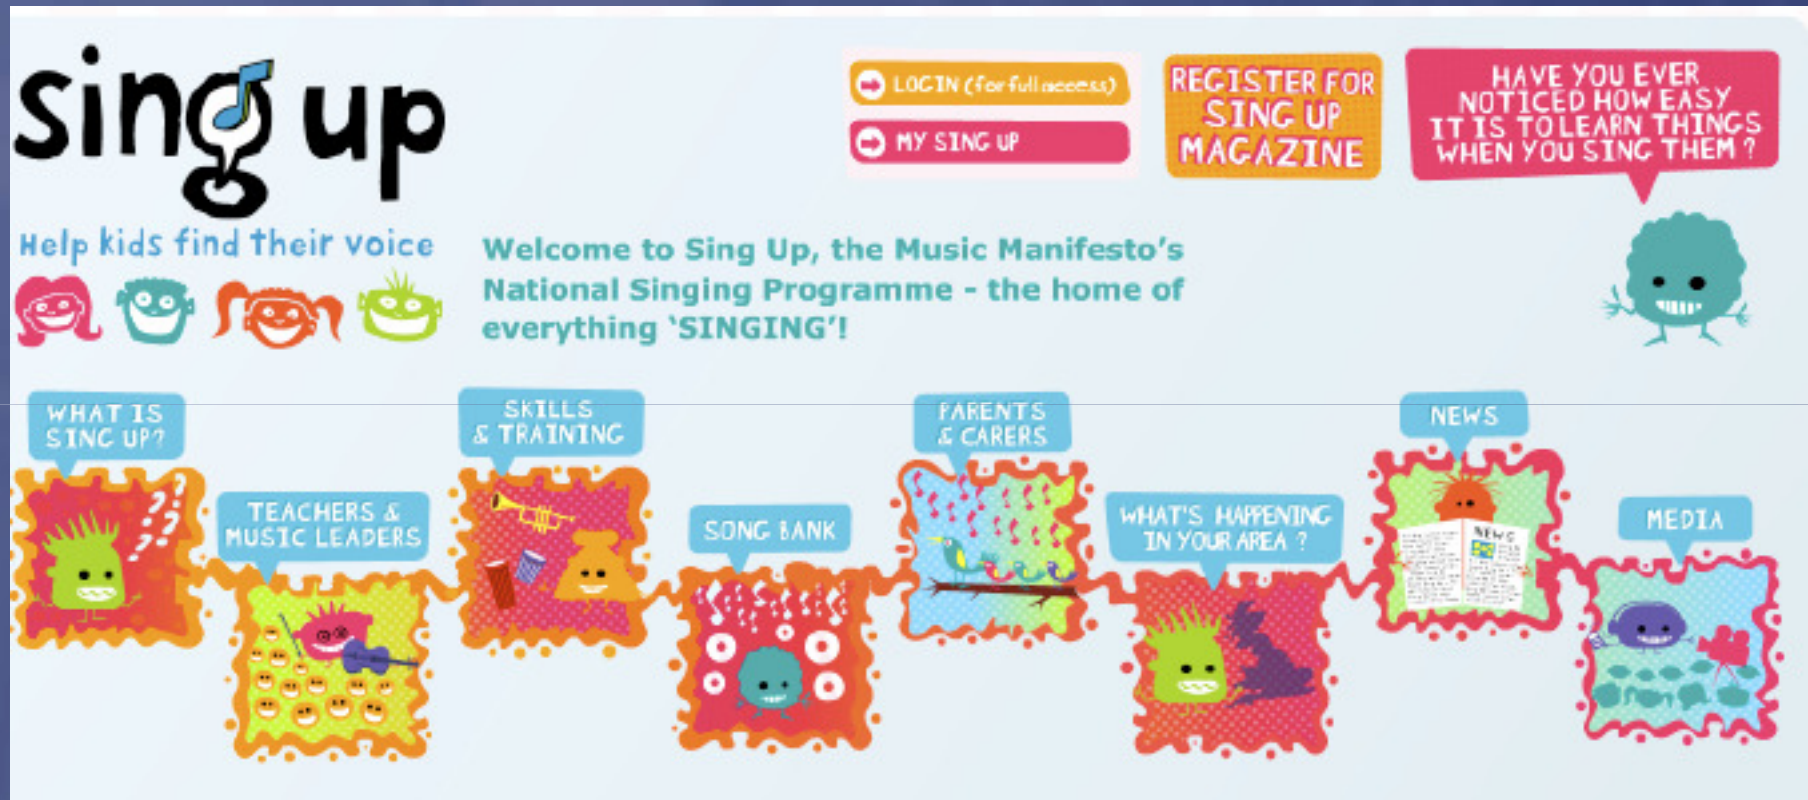 sing up
Help kids find their voice
LOGIN (for full access)
MY SING UP
REGISTER FOR
SING UP
MAGAZINE
HAVE YOU EVER
NOTICED HOW EASY
IT IS TO LEARN THINGS
WHEN YOU SING THEM ?
Welcome to Sing Up, the Music Manifesto's
National Singing Programme - the home of
everything 'SINGING'!
WHAT IS
SING UP?
TEACHERS &
MUSIC LEADERS
SKILLS
& TRAINING
SONG BANK
PARENTS
& CARERS
WHAT'S HAPPENING
IN YOUR AREA ?
NEWS
NEWS
MEDIA